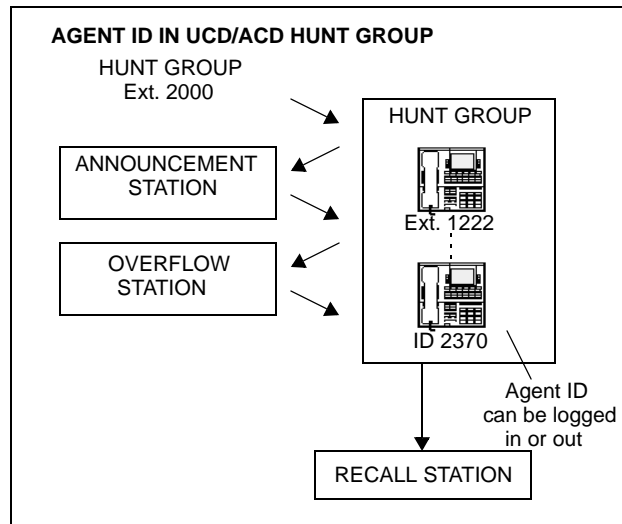 AGENT ID IN UCD/ACD HUNT GROUP
HUNT GROUP
Ext. 2000
HUNT GROUP
ANNOUNCEMENT
STATION
Ext. 1222
OVERFLOW
STATION
ID 2370
Agent ID
can be logged
in or out
RECALL STATION